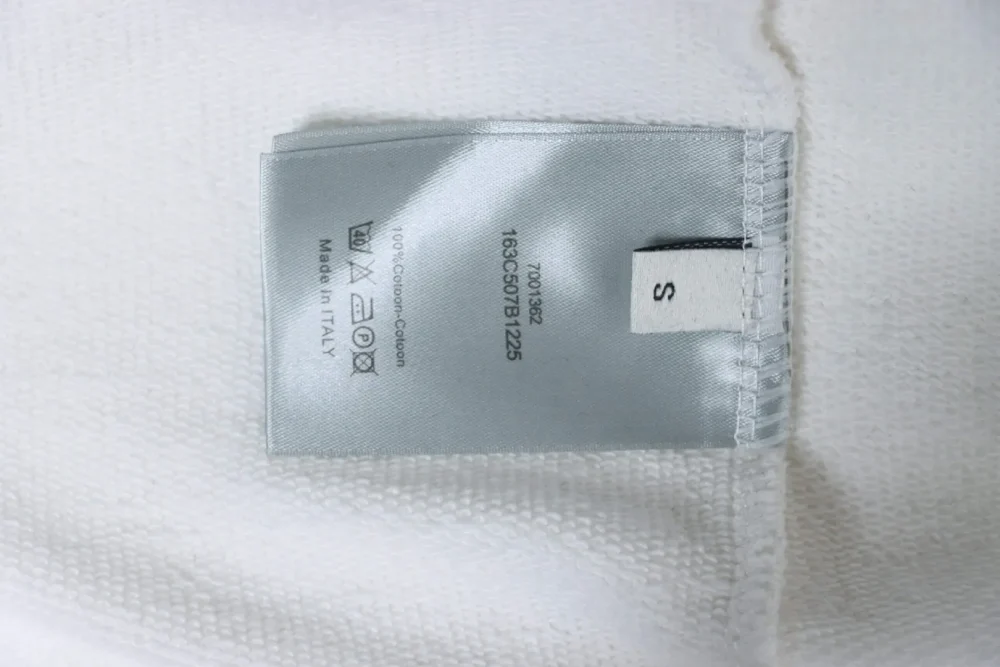 S
7001362
163C507B1225
100%Cotoon-Cotoon
40 P
Made in ITALY